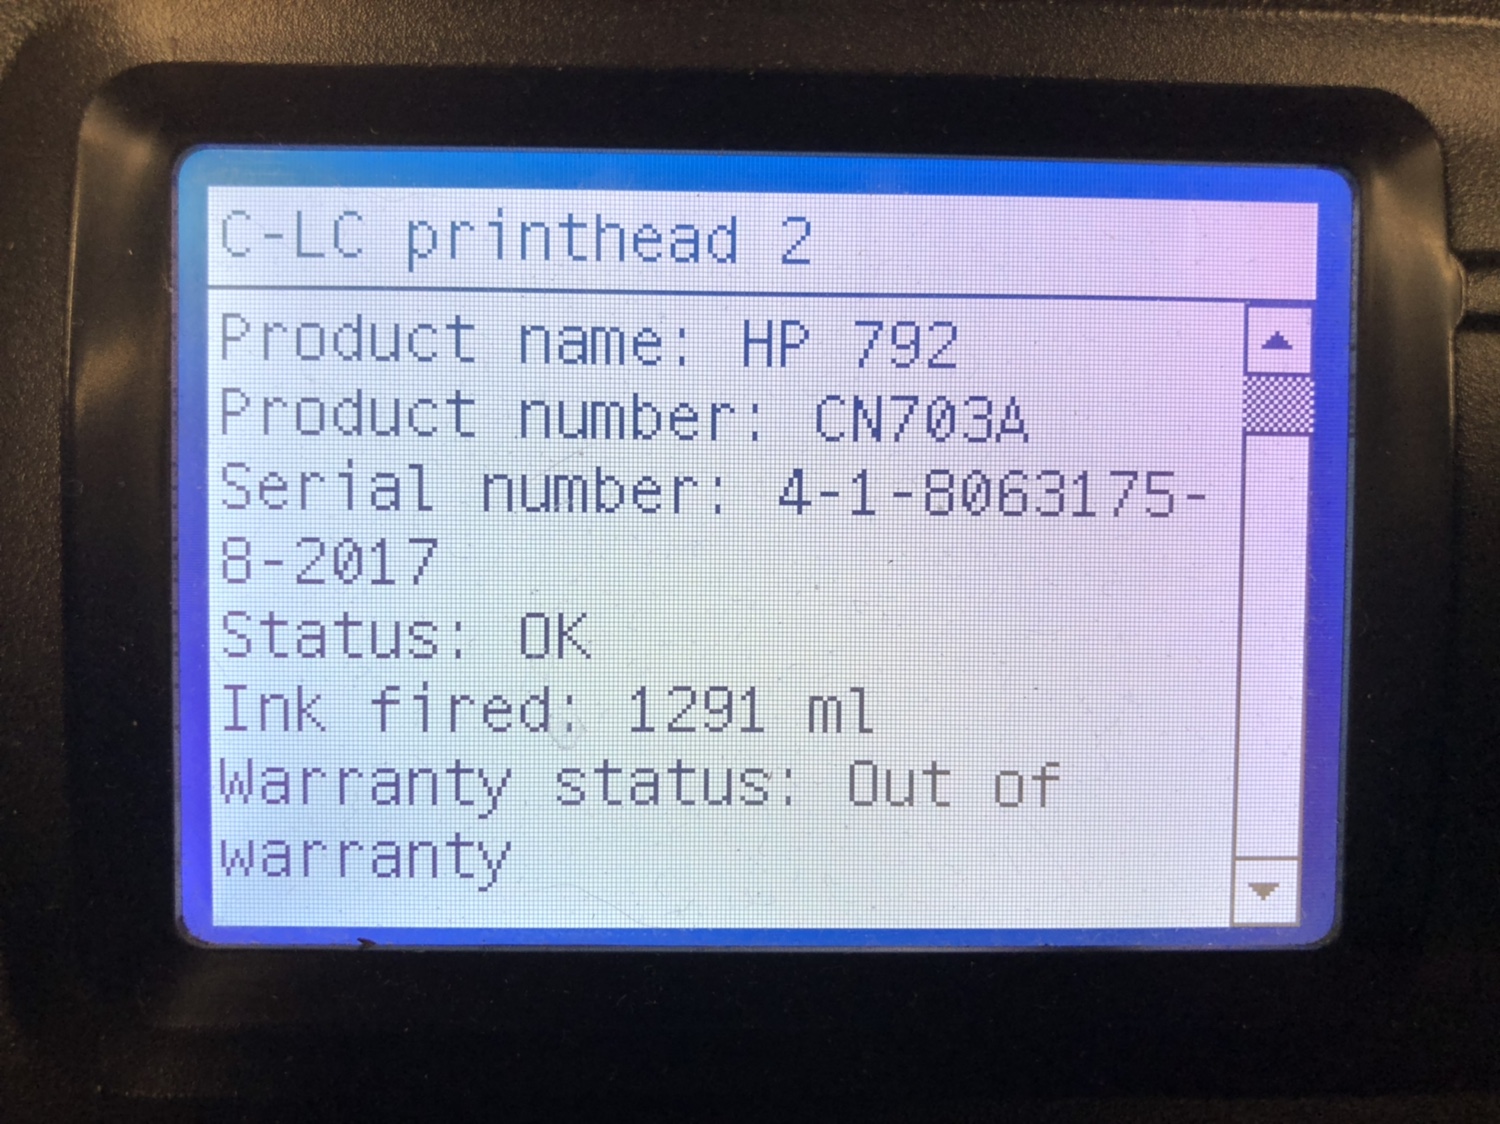 C-LC printhead 2
Product name: HP 792
Product number: CN703A
Serial number: 4-1-8063175-
8-2017
Status: OK
Ink fired: 1291 ml
Warranty status: Out of
warranty